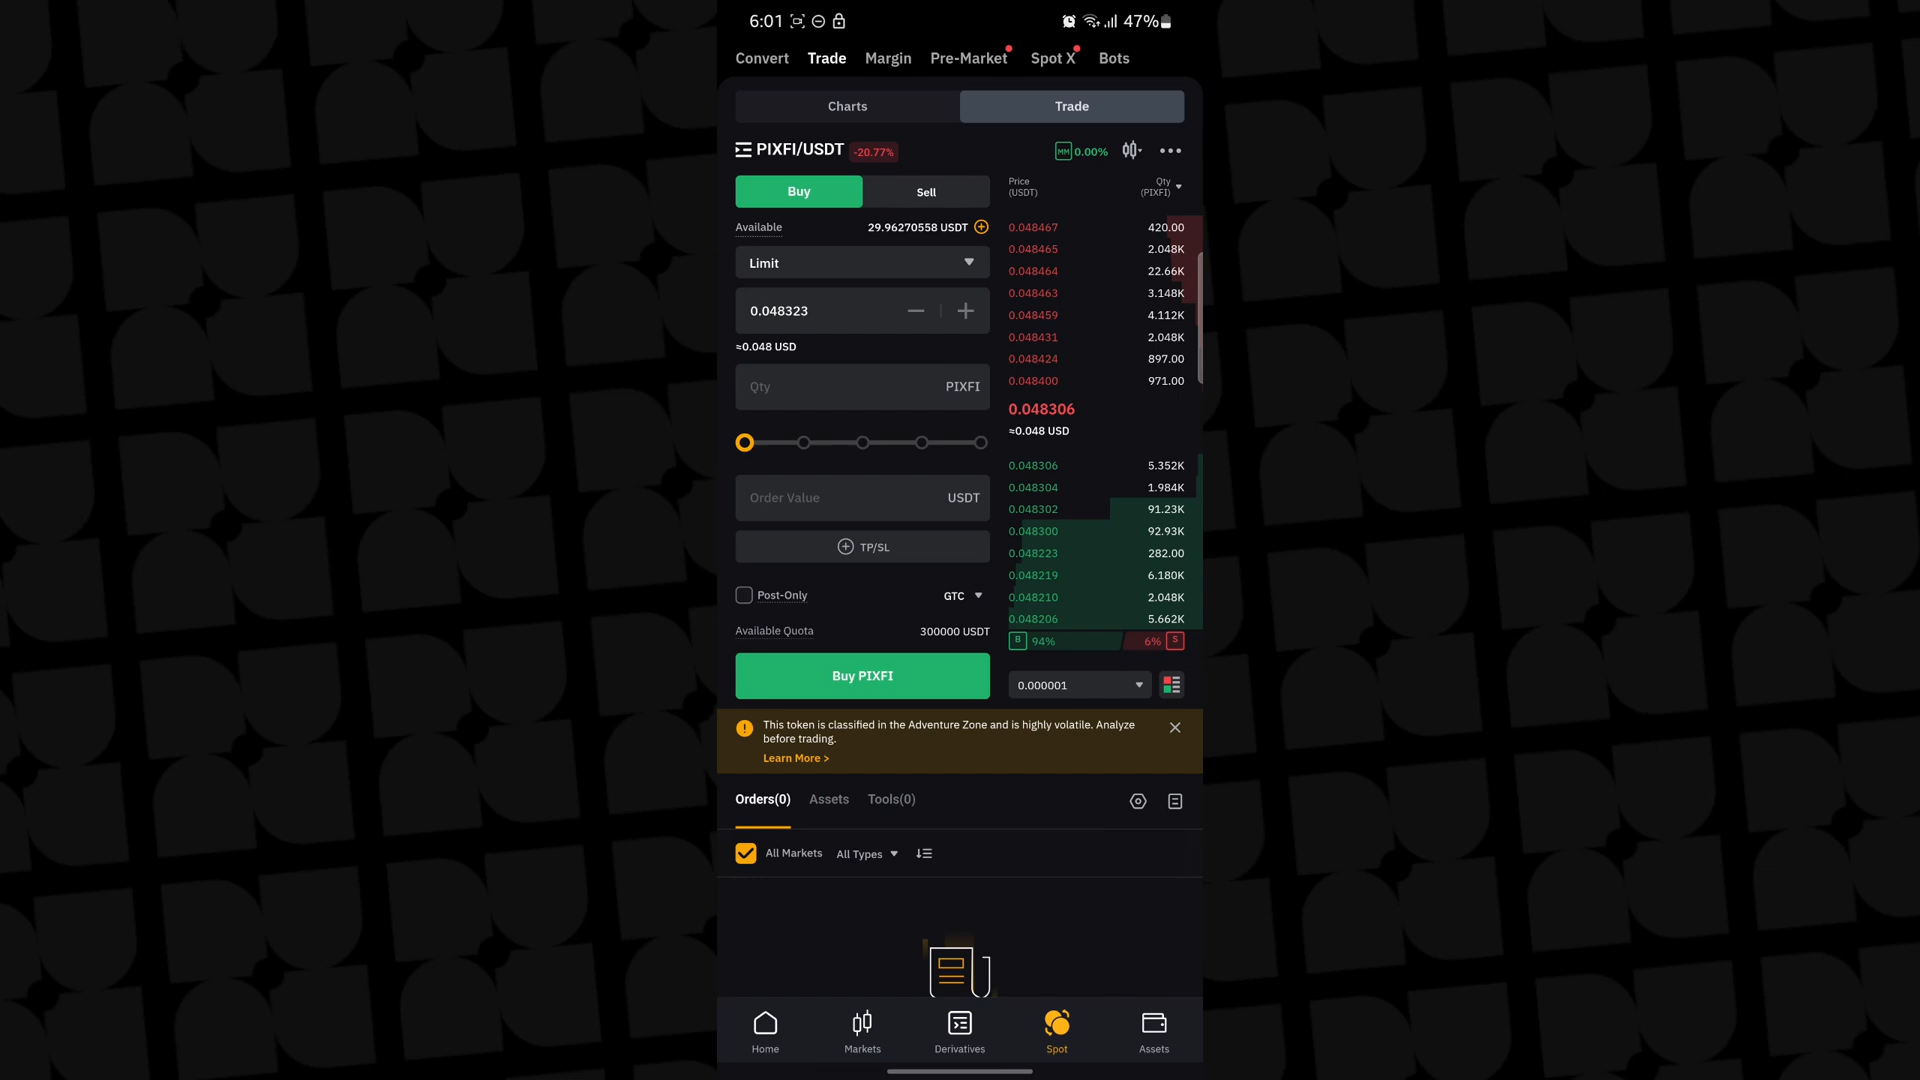 6:01 47%
Convert Trade Margin Pre-Market Spot X Bots
Charts Trade
PIXFI/USDT -20.77% MM 0.00%
Buy Sell
Available 29.96270558 USDT
Limit
0.048323
≈0.048 USD
Qty PIXFI
Order Value USDT
TP/SL
Post-Only GTC
Available Quota 300000 USDT
Buy PIXFI
Price Qty
(USDT) (PIXFI)
0.048467 420.00
0.048465 2.048K
0.048464 22.66K
0.048463 3.148K
0.048459 4.112K
0.048431 2.048K
0.048424 897.00
0.048400 971.00
0.048306
≈0.048 USD
0.048306 5.352K
0.048304 1.984K
0.048302 91.23K
0.048300 92.93K
0.048223 282.00
0.048219 6.180K
0.048210 2.048K
0.048206 5.662K
B 94% 6% S
0.000001
This token is classified in the Adventure Zone and is highly volatile. Analyze
before trading.
Learn More >
Orders(0) Assets Tools(0)
All Markets All Types
Home Markets Derivatives Spot Assets